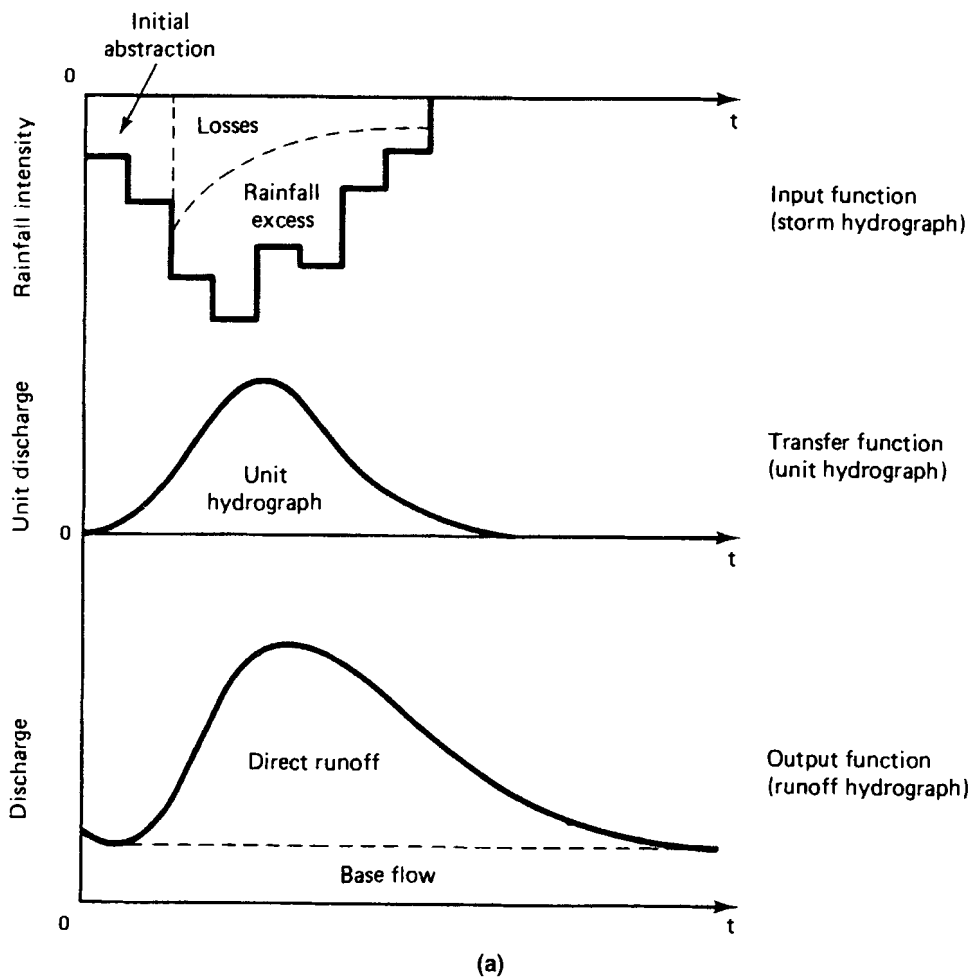 Initial
abstraction
0
t
Losses
Rainfall
excess
Rainfall intensity
Input function
(storm hydrograph)
Unit discharge
Unit
hydrograph
0
t
Transfer function
(unit hydrograph)
Discharge
Direct runoff
Output function
(runoff hydrograph)
Base flow
0
t
(a)